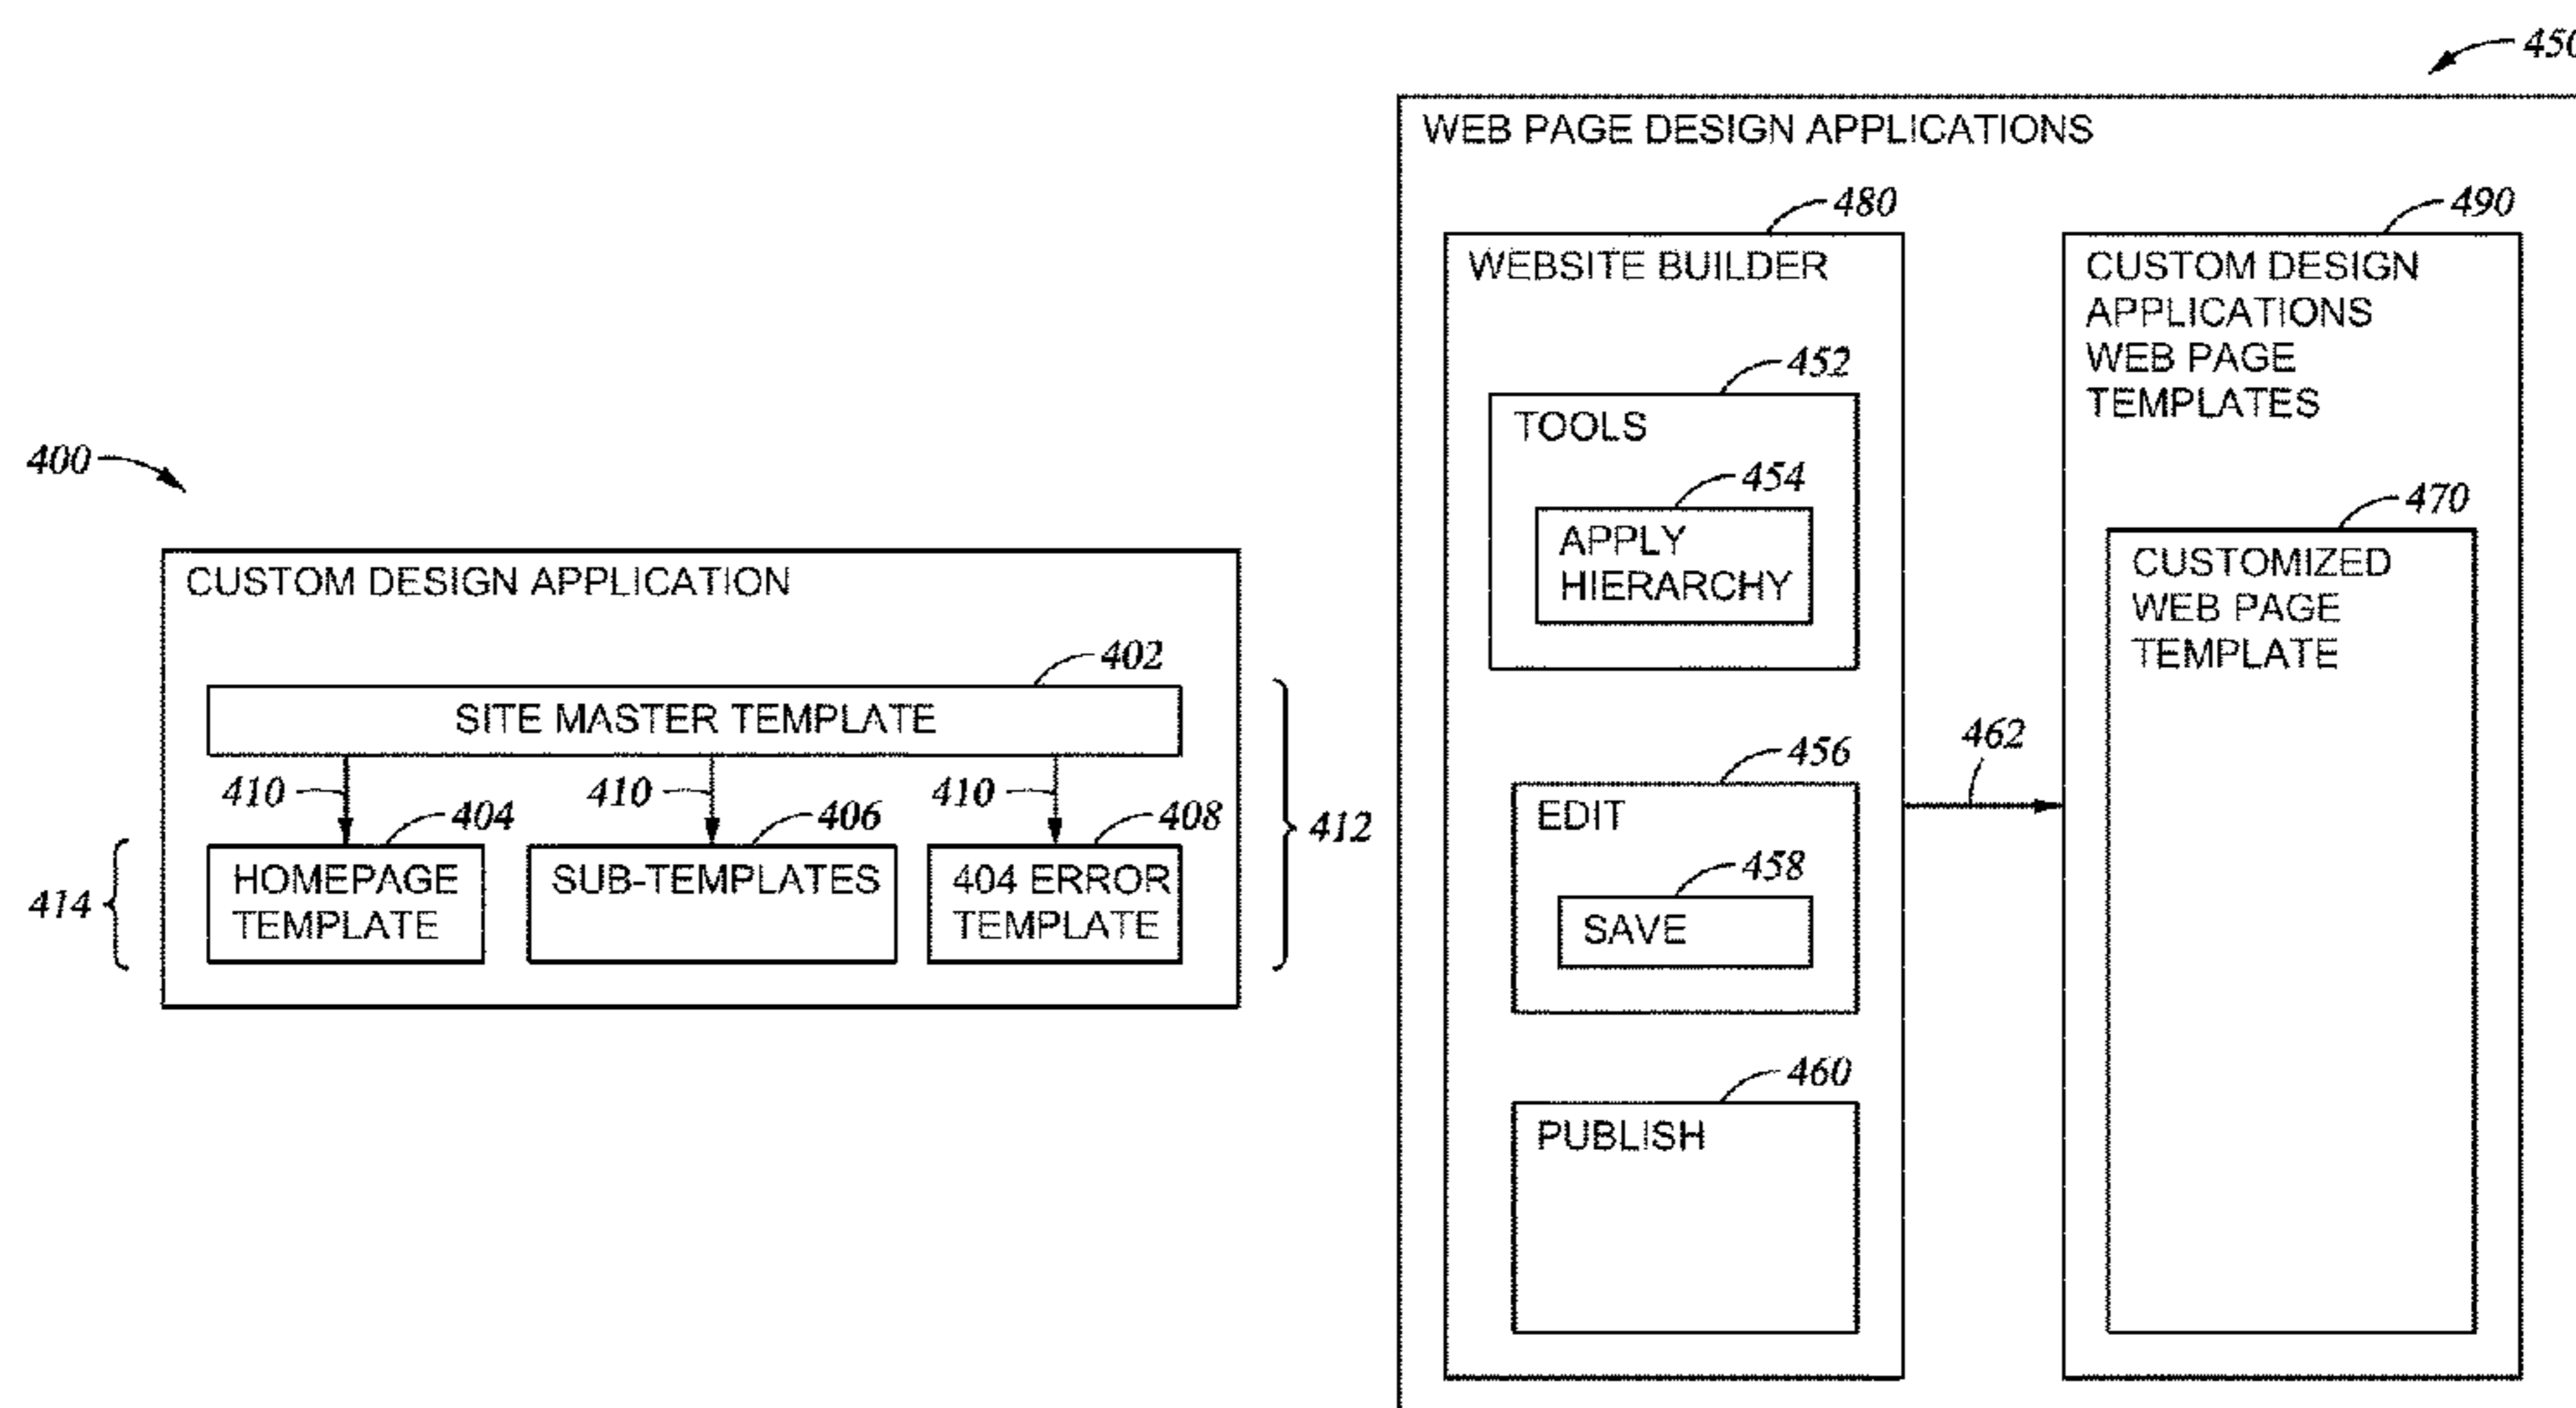 400
CUSTOM DESIGN APPLICATION
402
SITE MASTER TEMPLATE
410
410
410
404
406
408
412
414
HOMEPAGE
TEMPLATE
SUB-TEMPLATES
404 ERROR
TEMPLATE
450
WEB PAGE DESIGN APPLICATIONS
480
WEBSITE BUILDER
452
TOOLS
454
APPLY
HIERARCHY
456
EDIT
458
SAVE
460
PUBLISH
462
490
CUSTOM DESIGN
APPLICATIONS
WEB PAGE
TEMPLATES
470
CUSTOMIZED
WEB PAGE
TEMPLATE